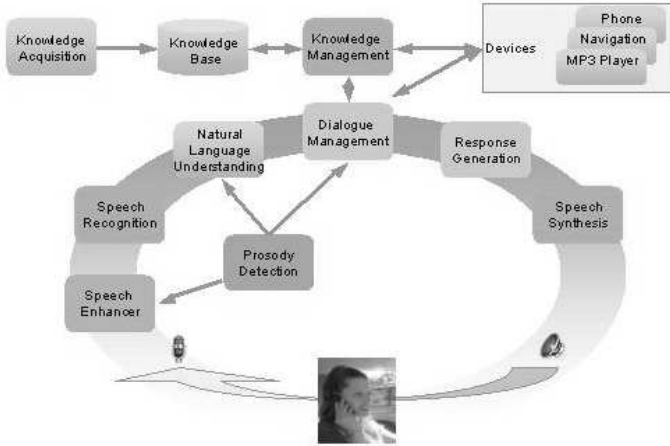 Knowledge
Acquisition
Knowledge
Base
Knowledge
Management
Devices
Phone
Navigation
MP3 Player
Natural
Language
Understanding
Dialogue
Management
Response
Generation
Speech
Recognition
Speech
Synthesis
Prosody
Detection
Speech
Enhancer